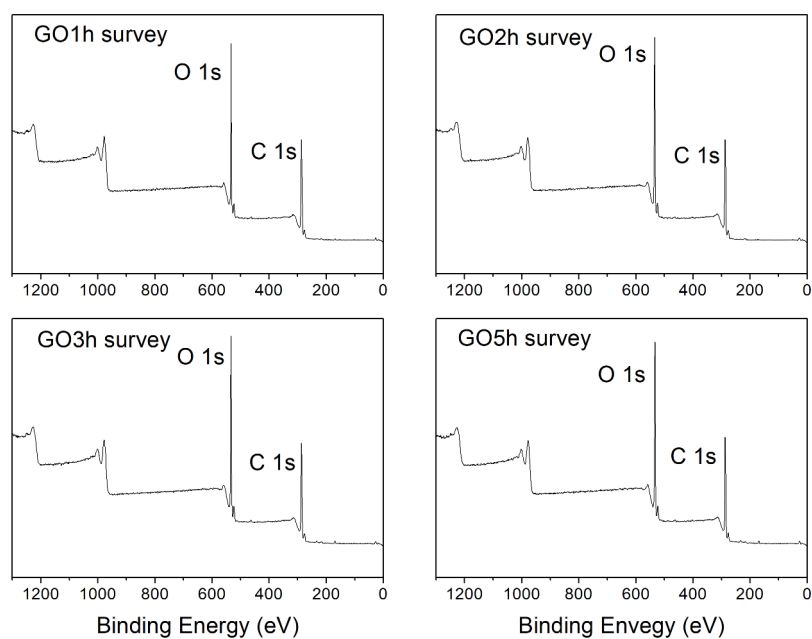 GO1h survey
O 1s
C 1s
1200 1000 800 600 400 200 0
GO2h survey
O 1s
C 1s
1200 1000 800 600 400 200 0
GO3h survey
O 1s
C 1s
1200 1000 800 600 400 200 0
Binding Energy (eV)
GO5h survey
O 1s
C 1s
1200 1000 800 600 400 200 0
Binding Envegy (eV)